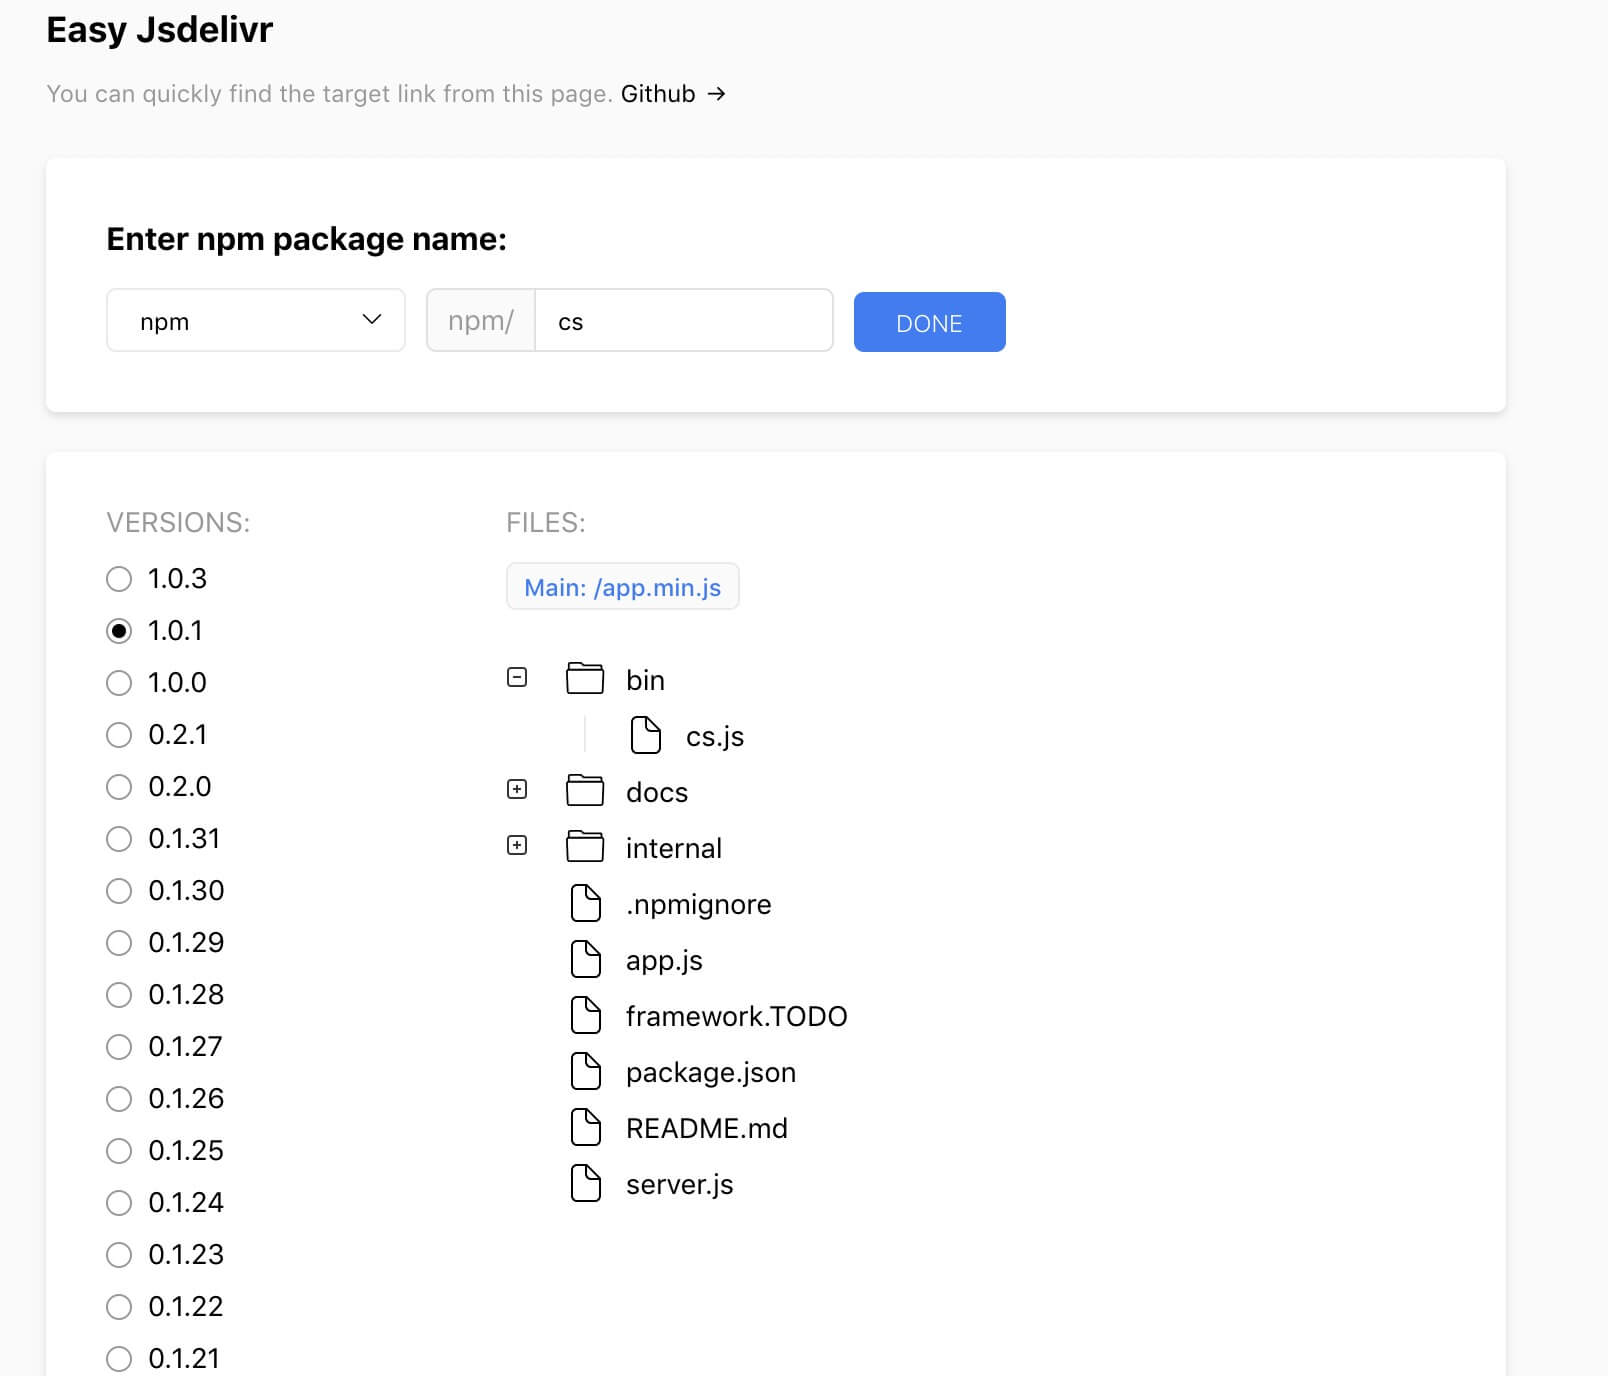 Easy Jsdelivr
You can quickly find the target link from this page. Github →
Enter npm package name:
npm
npm/ cs
DONE
VERSIONS:
1.0.3
1.0.1
1.0.0
0.2.1
0.2.0
0.1.31
0.1.30
0.1.29
0.1.28
0.1.27
0.1.26
0.1.25
0.1.24
0.1.23
0.1.22
0.1.21
FILES:
Main: /app.min.js
bin
cs.js
docs
internal
.npmignore
app.js
framework.TODO
package.json
README.md
server.js